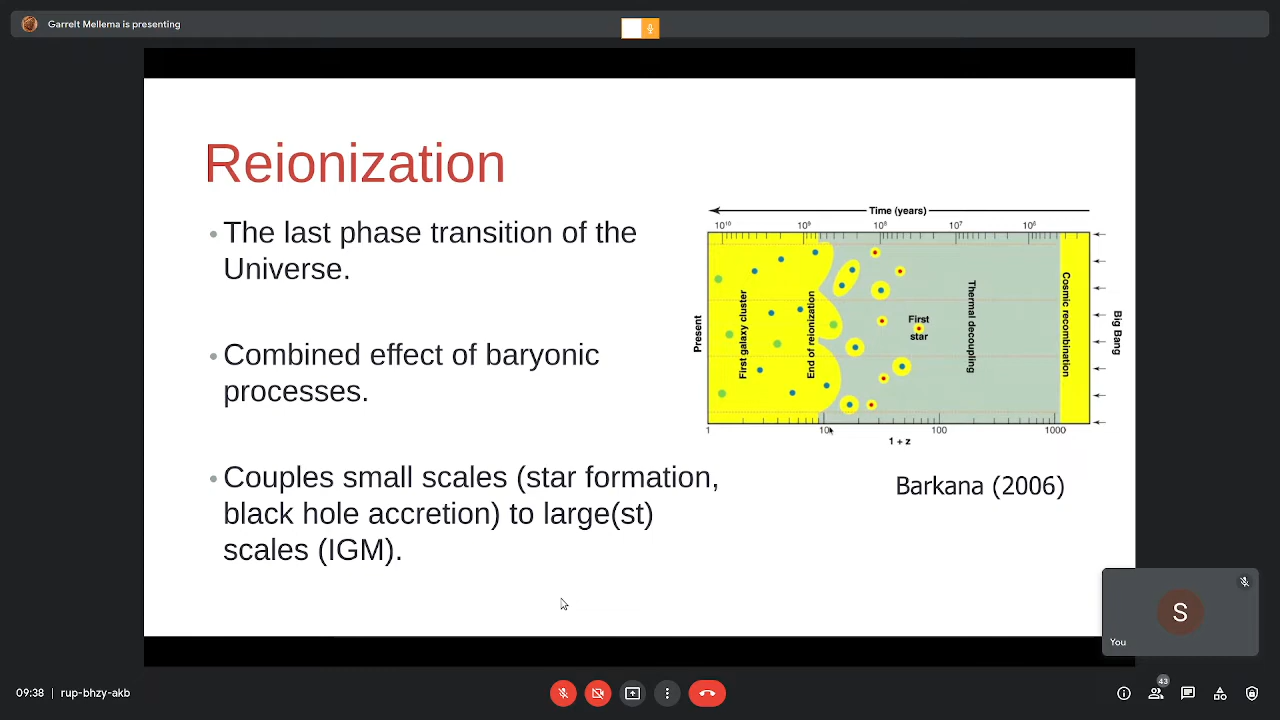 Garrelt Mellema is presenting
Reionization
The last phase transition of the
Universe.
Combined effect of baryonic
processes.
Couples small scales (star formation,
black hole accretion) to large(st)
scales (IGM).
Time (years)
10¹⁰ 10⁹ 10⁸ 10⁷ 10⁶
Present
First galaxy cluster
End of reionization
First
star
Thermal decoupling
Cosmic recombination
Big Bang
1 10 100 1000
1 + z
Barkana (2006)
S
You
09:38 | rup-bhzy-akb
43